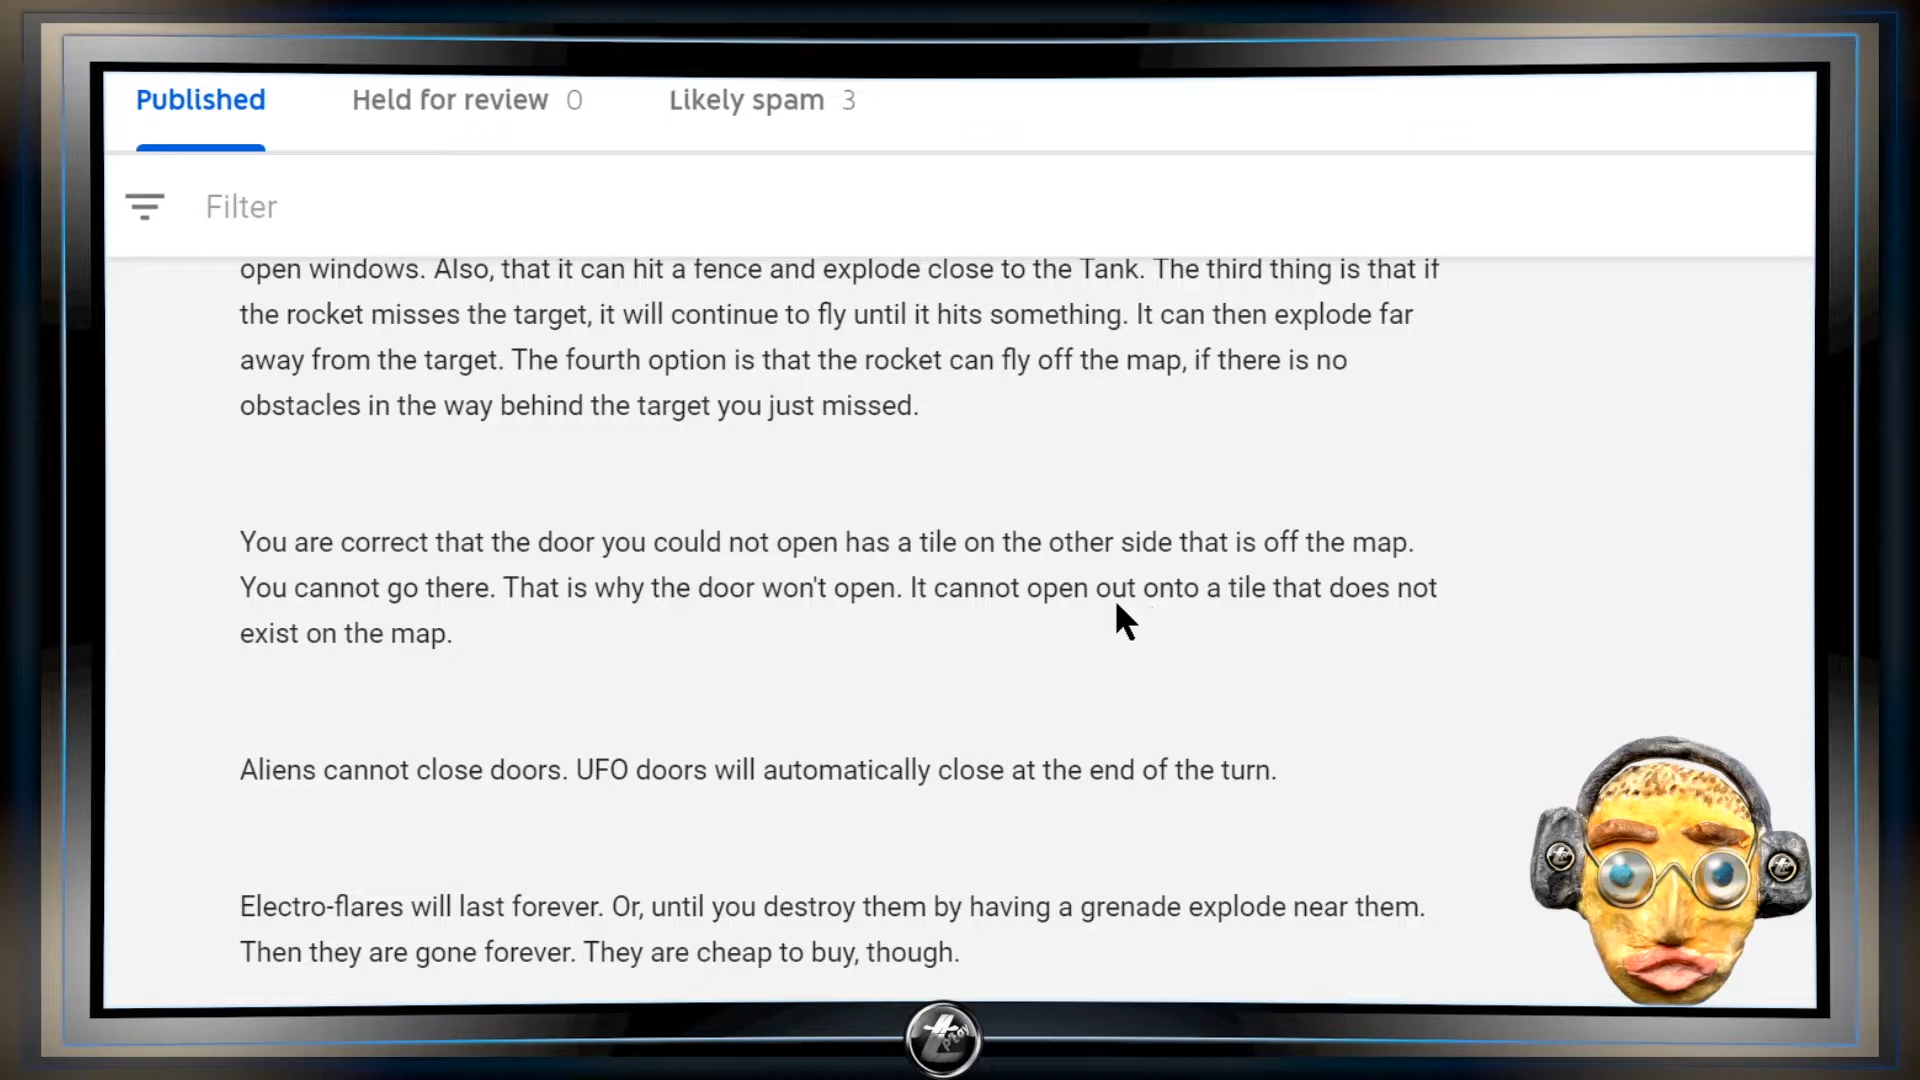 Published Held for review 0 Likely spam 3
Filter
open windows. Also, that it can hit a fence and explode close to the Tank. The third thing is that if
the rocket misses the target, it will continue to fly until it hits something. It can then explode far
away from the target. The fourth option is that the rocket can fly off the map, if there is no
obstacles in the way behind the target you just missed.
You are correct that the door you could not open has a tile on the other side that is off the map.
You cannot go there. That is why the door won't open. It cannot open out onto a tile that does not
exist on the map.
Aliens cannot close doors. UFO doors will automatically close at the end of the turn.
Electro-flares will last forever. Or, until you destroy them by having a grenade explode near them.
Then they are gone forever. They are cheap to buy, though.